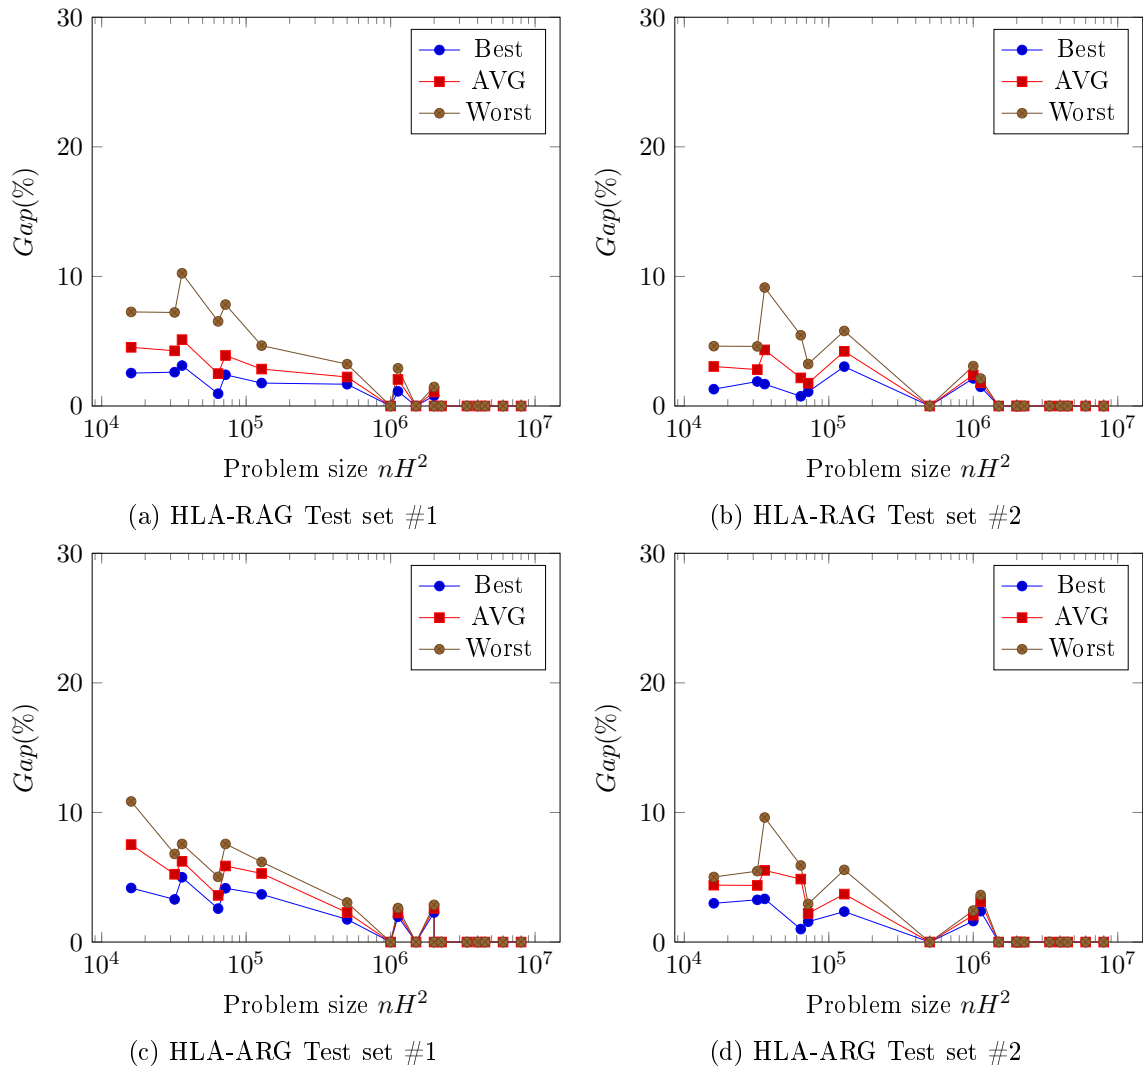 30
20
10
0
Gap(%)
10^4
10^5
10^6
10^7
Problem size nH^2
Best
AVG
Worst
(a) HLA-RAG Test set #1
30
20
10
0
Gap(%)
10^4
10^5
10^6
10^7
Problem size nH^2
Best
AVG
Worst
(b) HLA-RAG Test set #2
30
20
10
0
Gap(%)
10^4
10^5
10^6
10^7
Problem size nH^2
Best
AVG
Worst
(c) HLA-ARG Test set #1
30
20
10
0
Gap(%)
10^4
10^5
10^6
10^7
Problem size nH^2
Best
AVG
Worst
(d) HLA-ARG Test set #2